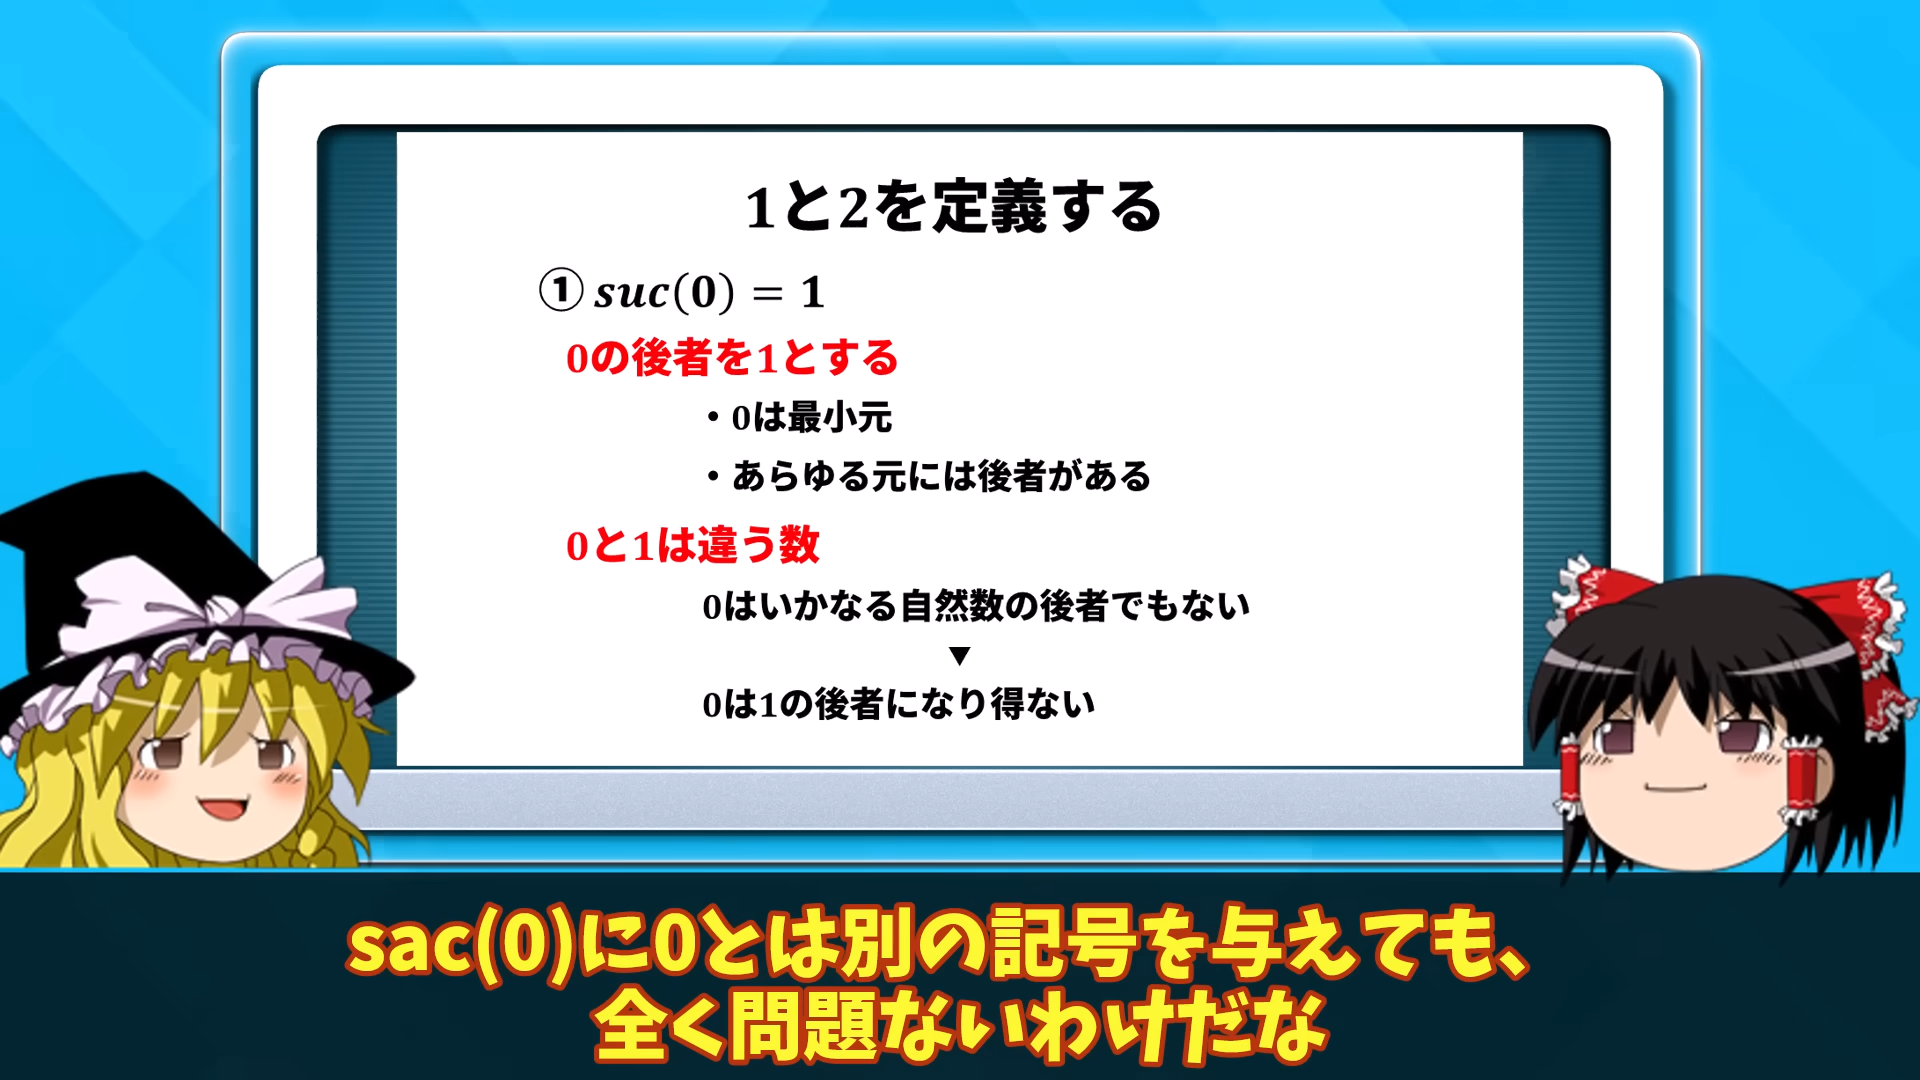 1と2を定義する
① suc(0) = 1
0の後者を1とする
・0は最小元
・あらゆる元には後者がある
0と1は違う数
0はいかなる自然数の後者でもない
▼
0は1の後者になり得ない
sac(0)に0とは別の記号を与えても、
全く問題ないわけだな